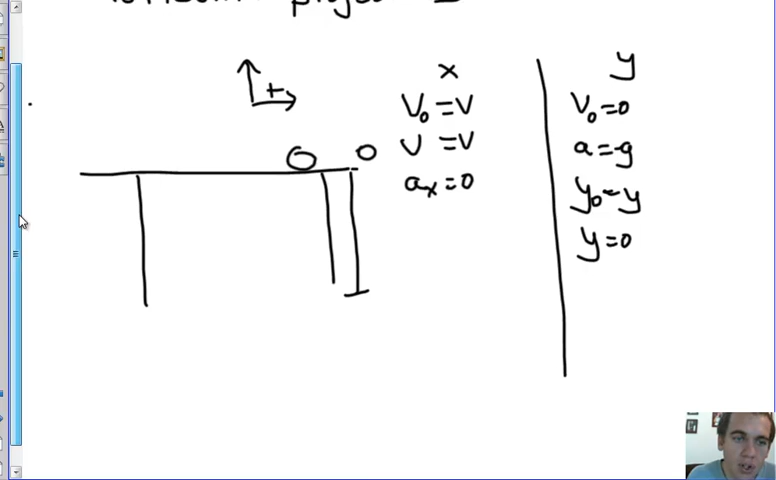 x
V₀ = V
V = V
aₓ = 0
y
V₀ = 0
a = -g
y₀ = y
y = 0
+